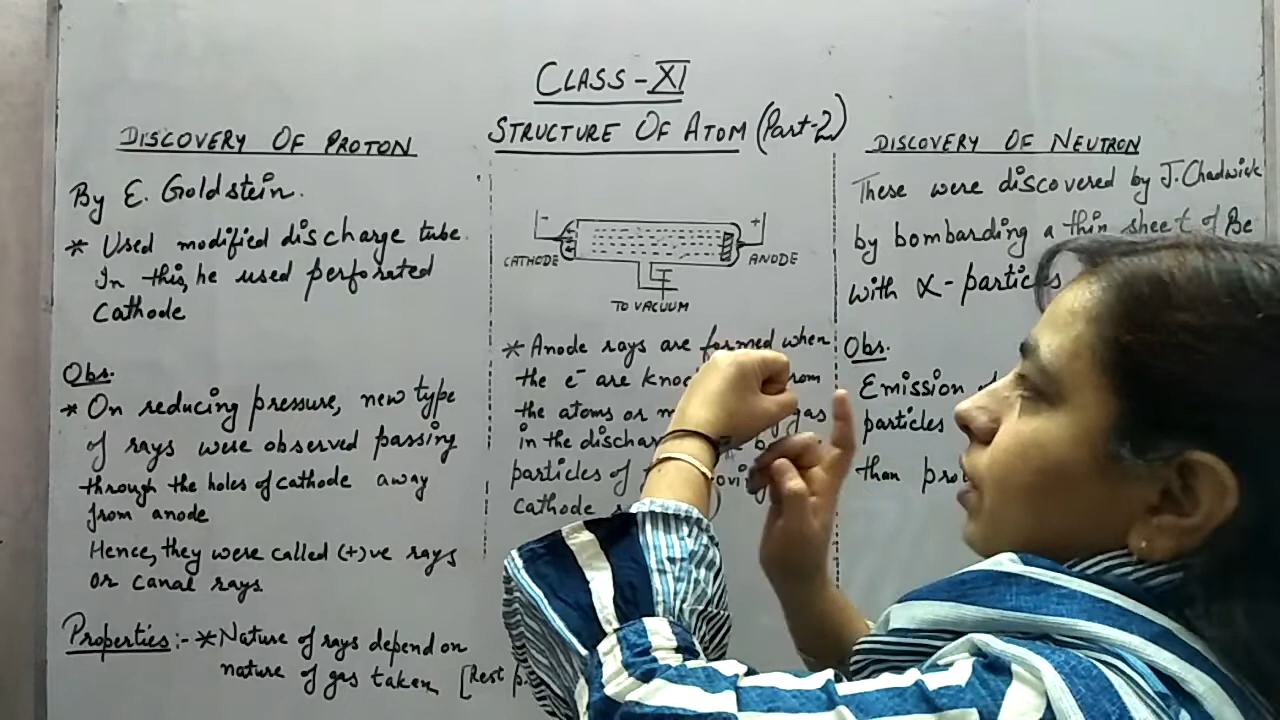 CLASS - XI
STRUCTURE OF ATOM (Part-2)
DISCOVERY OF PROTON
By E. Goldstein.
* Used modified discharge tube.
In this, he used perforated
Cathode
Obs.
* On reducing pressure, new type
of rays were observed passing
through the holes of cathode away
from anode
Hence, they were called (+)ve rays
or canal rays
Properties:- * Nature of rays depend on
nature of gas taken [Rest
- +
CATHODE ANODE
TO VACUUM
* Anode rays are formed when
the e⁻ are from
the atoms or gas
in the
particles of
cathode
DISCOVERY OF NEUTRON
These were discovered by J. Chadwick
by bombarding a thin sheet of Be
with α-particles
Obs.
Emission
particles
than